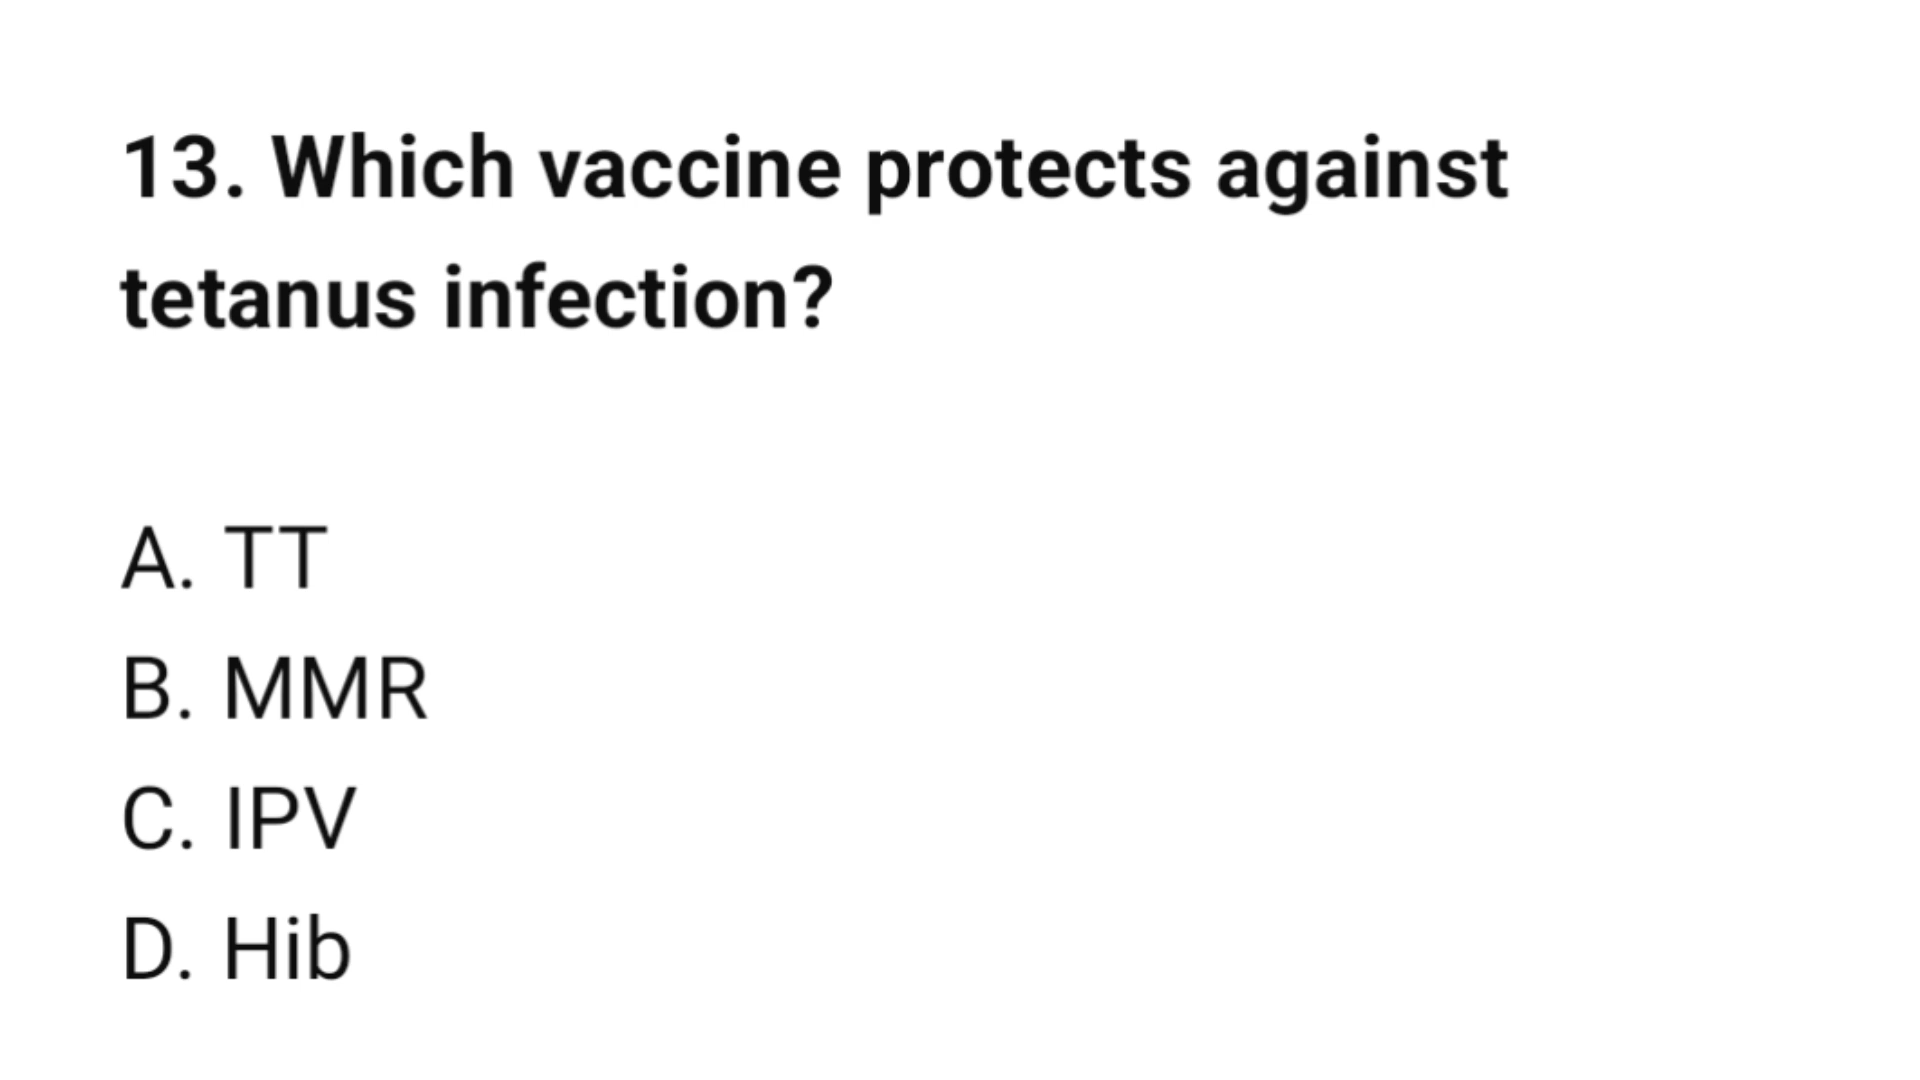 13. Which vaccine protects against
tetanus infection?
A. TT
B. MMR
C. IPV
D. Hib